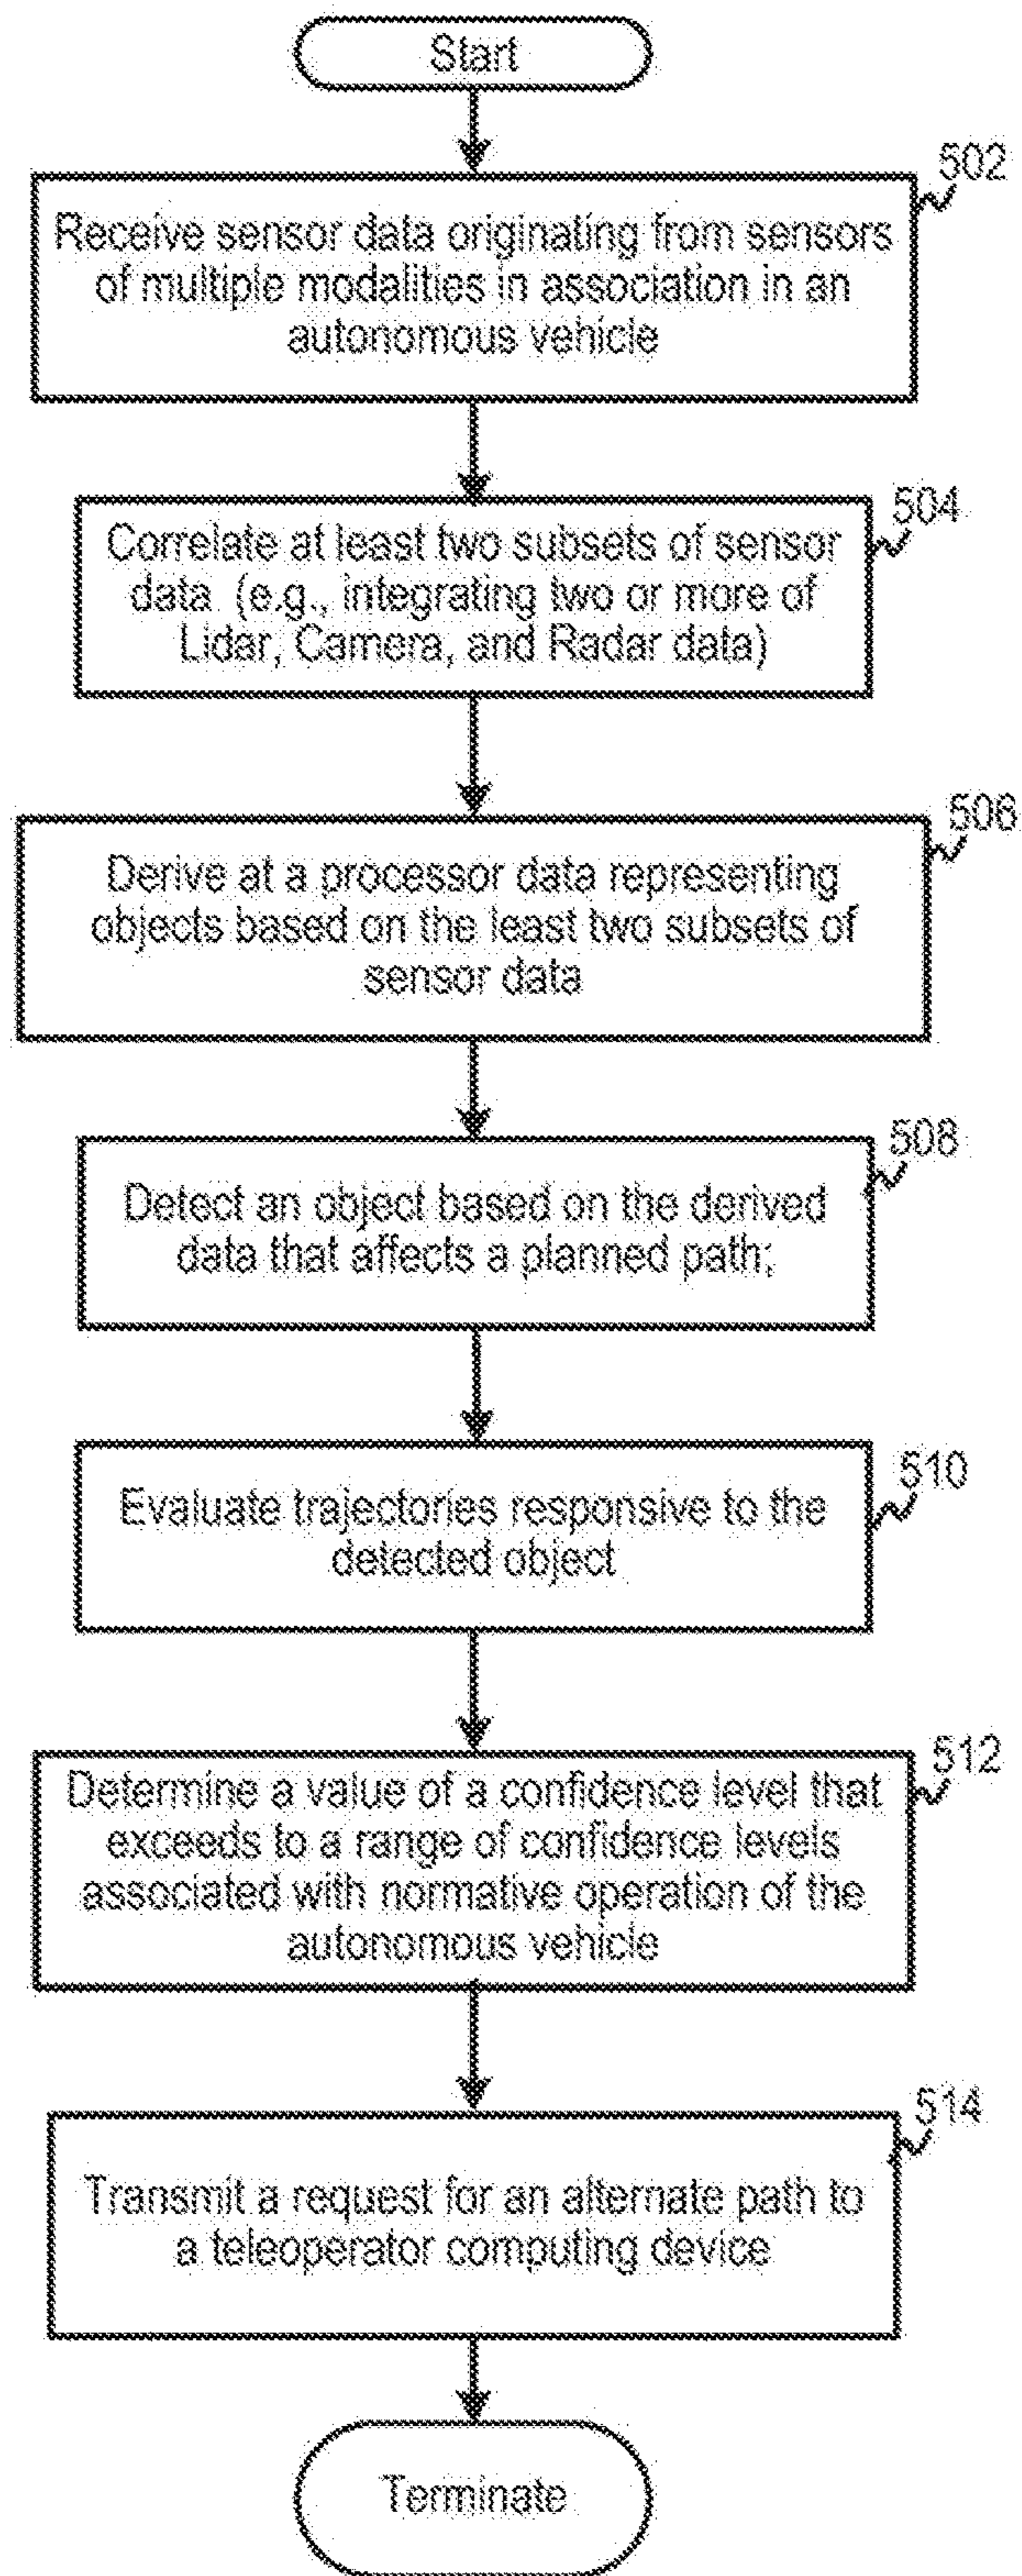 Start
502
Receive sensor data originating from sensors
of multiple modalities in association in an
autonomous vehicle
504
Correlate at least two subsets of sensor
data (e.g., integrating two or more of
Lidar, Camera, and Radar data)
506
Derive at a processor data representing
objects based on the least two subsets of
sensor data
508
Detect an object based on the derived
data that affects a planned path;
510
Evaluate trajectories responsive to the
detected object
512
Determine a value of a confidence level that
exceeds to a range of confidence levels
associated with normative operation of the
autonomous vehicle
514
Transmit a request for an alternate path to
a teleoperator computing device
Terminate